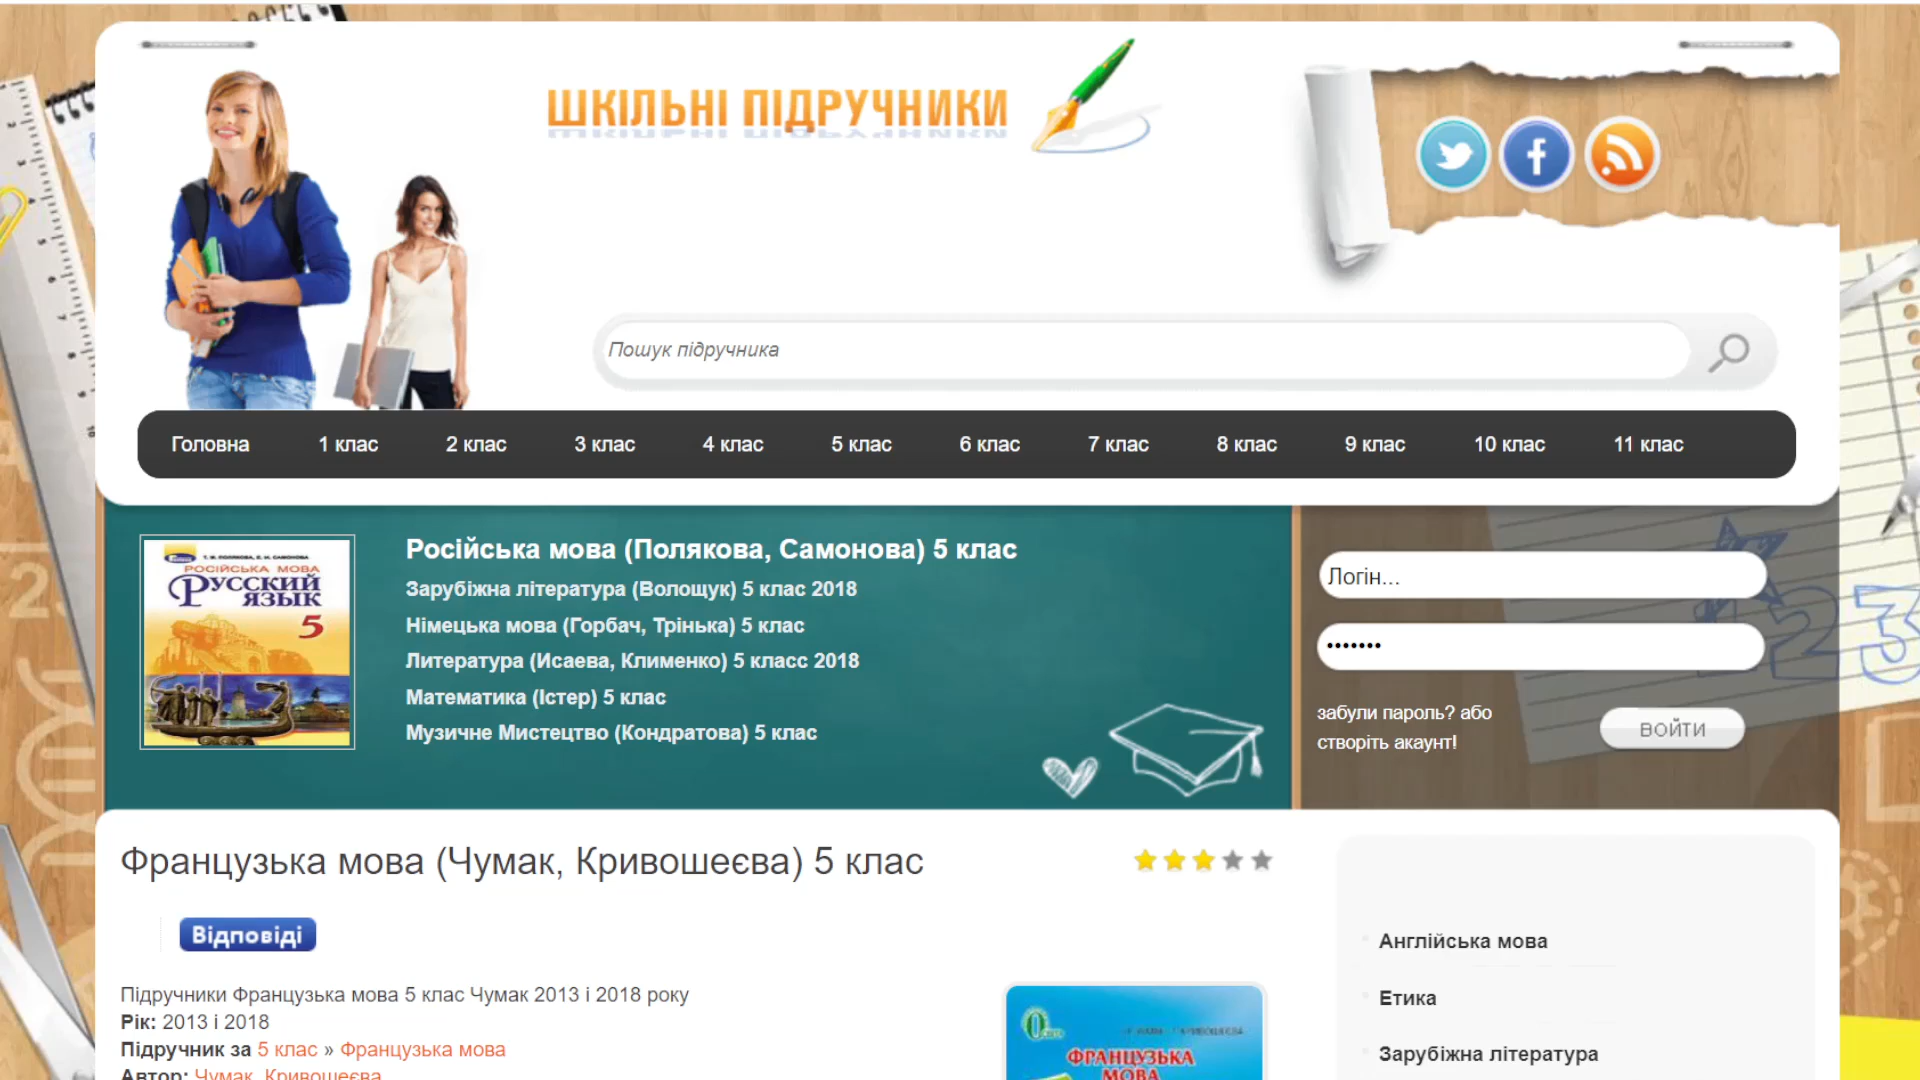 ШКІЛЬНІ ПІДРУЧНИКИ
Пошук підручника
Головна 1 клас 2 клас 3 клас 4 клас 5 клас 6 клас 7 клас 8 клас 9 клас 10 клас 11 клас
РОСІЙСЬКА МОВА
Русский
язык
5
Російська мова (Полякова, Самонова) 5 клас
Зарубіжна література (Волощук) 5 клас 2018
Німецька мова (Горбач, Трінька) 5 клас
Литература (Исаева, Клименко) 5 класс 2018
Математика (Істер) 5 клас
Музичне Мистецтво (Кондратова) 5 клас
Логін...
•••••••
забули пароль? або
створіть акаунт!
ВОЙТИ
Французька мова (Чумак, Кривошеєва) 5 клас
Відповіді
Підручники Французька мова 5 клас Чумак 2013 і 2018 року
Рік: 2013 і 2018
Підручник за 5 клас » Французька мова
Автор: Чумак, Кривошеєва
ФРАНЦУЗЬКА
МОВА
Англійська мова
Етика
Зарубіжна література